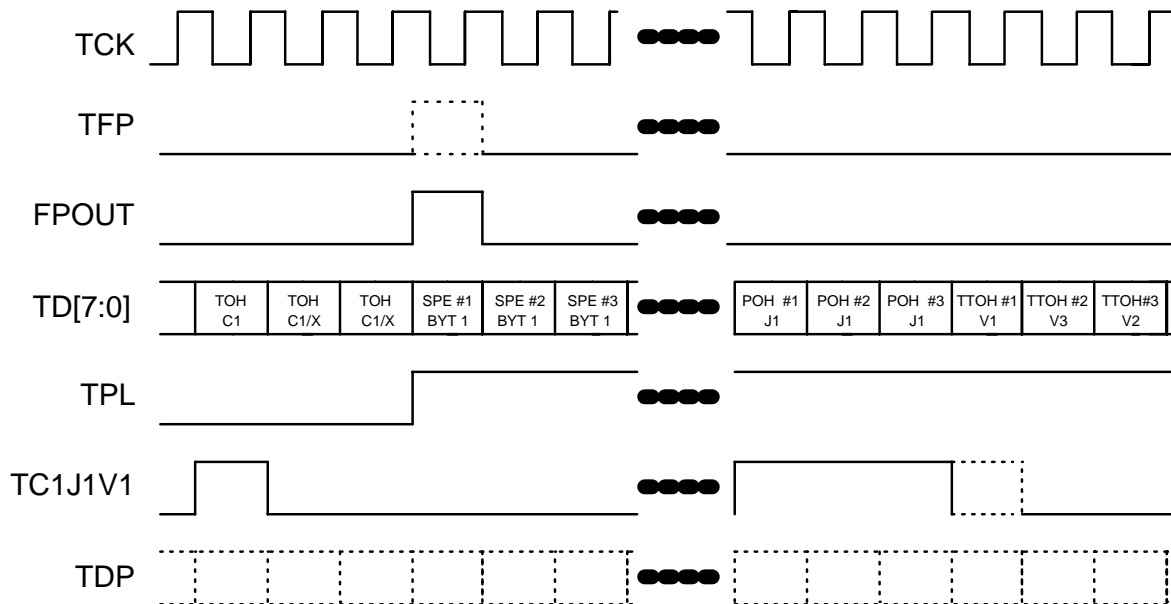 TCK
TFP
FPOUT
TD[7:0]
TOH
C1
TOH
C1/X
TOH
C1/X
SPE #1
BYT 1
SPE #2
BYT 1
SPE #3
BYT 1
POH #1
J1
POH #2
J1
POH #3
J1
TTOH #1
V1
TTOH #2
V3
TTOH#3
V2
TPL
TC1J1V1
TDP